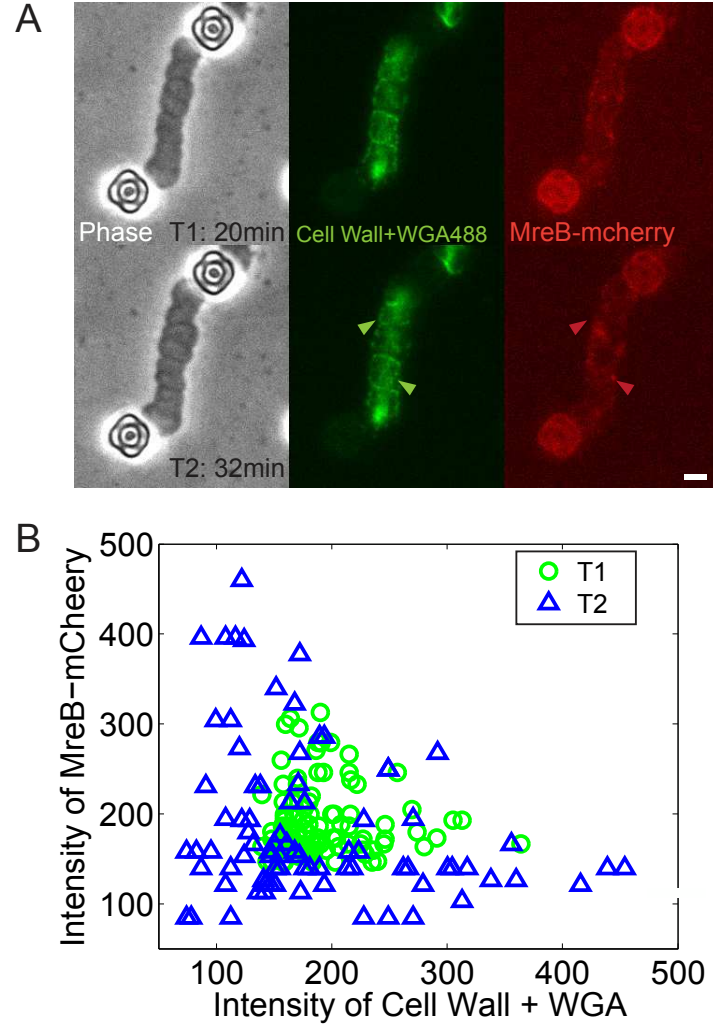 A
Phase T1: 20min
Cell Wall+WGA488
MreB-mcherry
T2: 32min
B
Intensity of MreB−mCheery
500
400
300
200
100
T1
T2
100 200 300 400 500
Intensity of Cell Wall + WGA